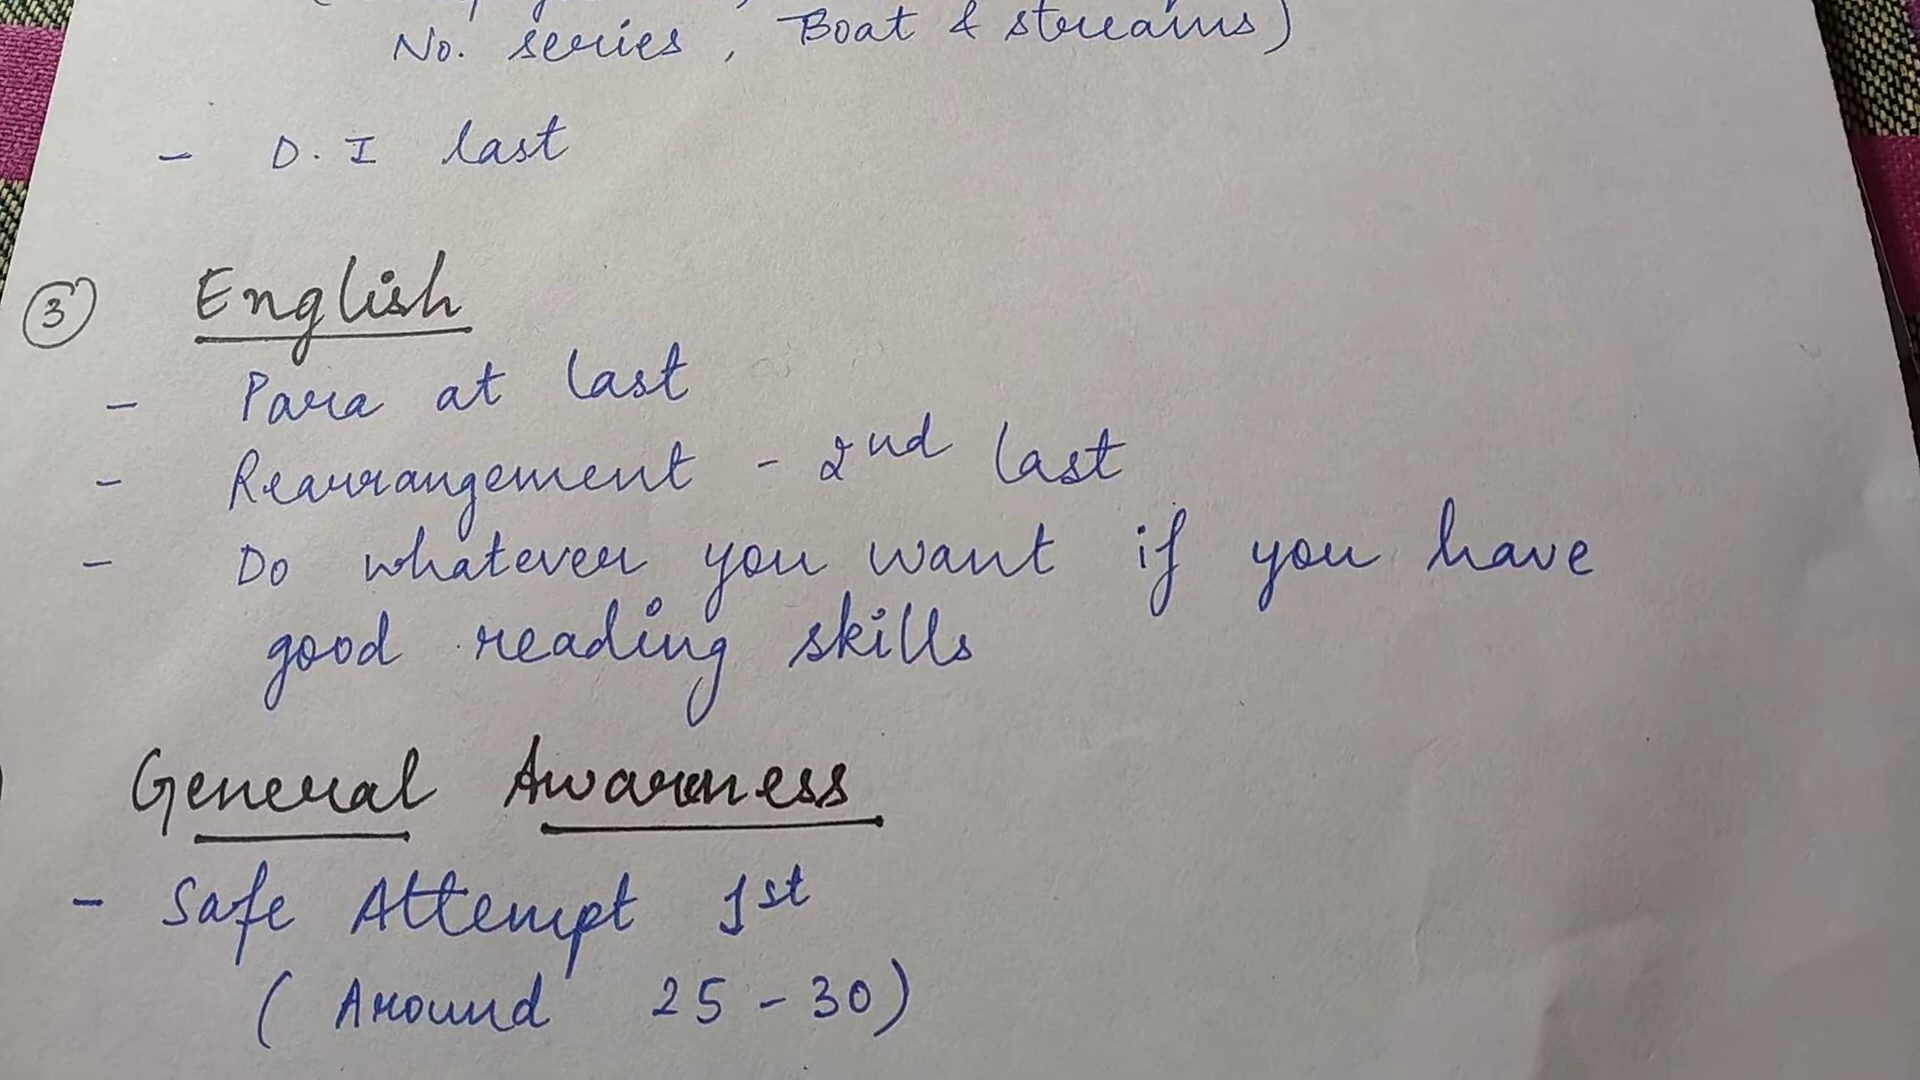 No. series, Boat & streams)
- D. I last
3 English
- Para at last
- Rearrangement - 2nd last
- Do whatever you want if you have
good reading skills
General Awareness
- Safe Attempt 1st
(Around 25-30)